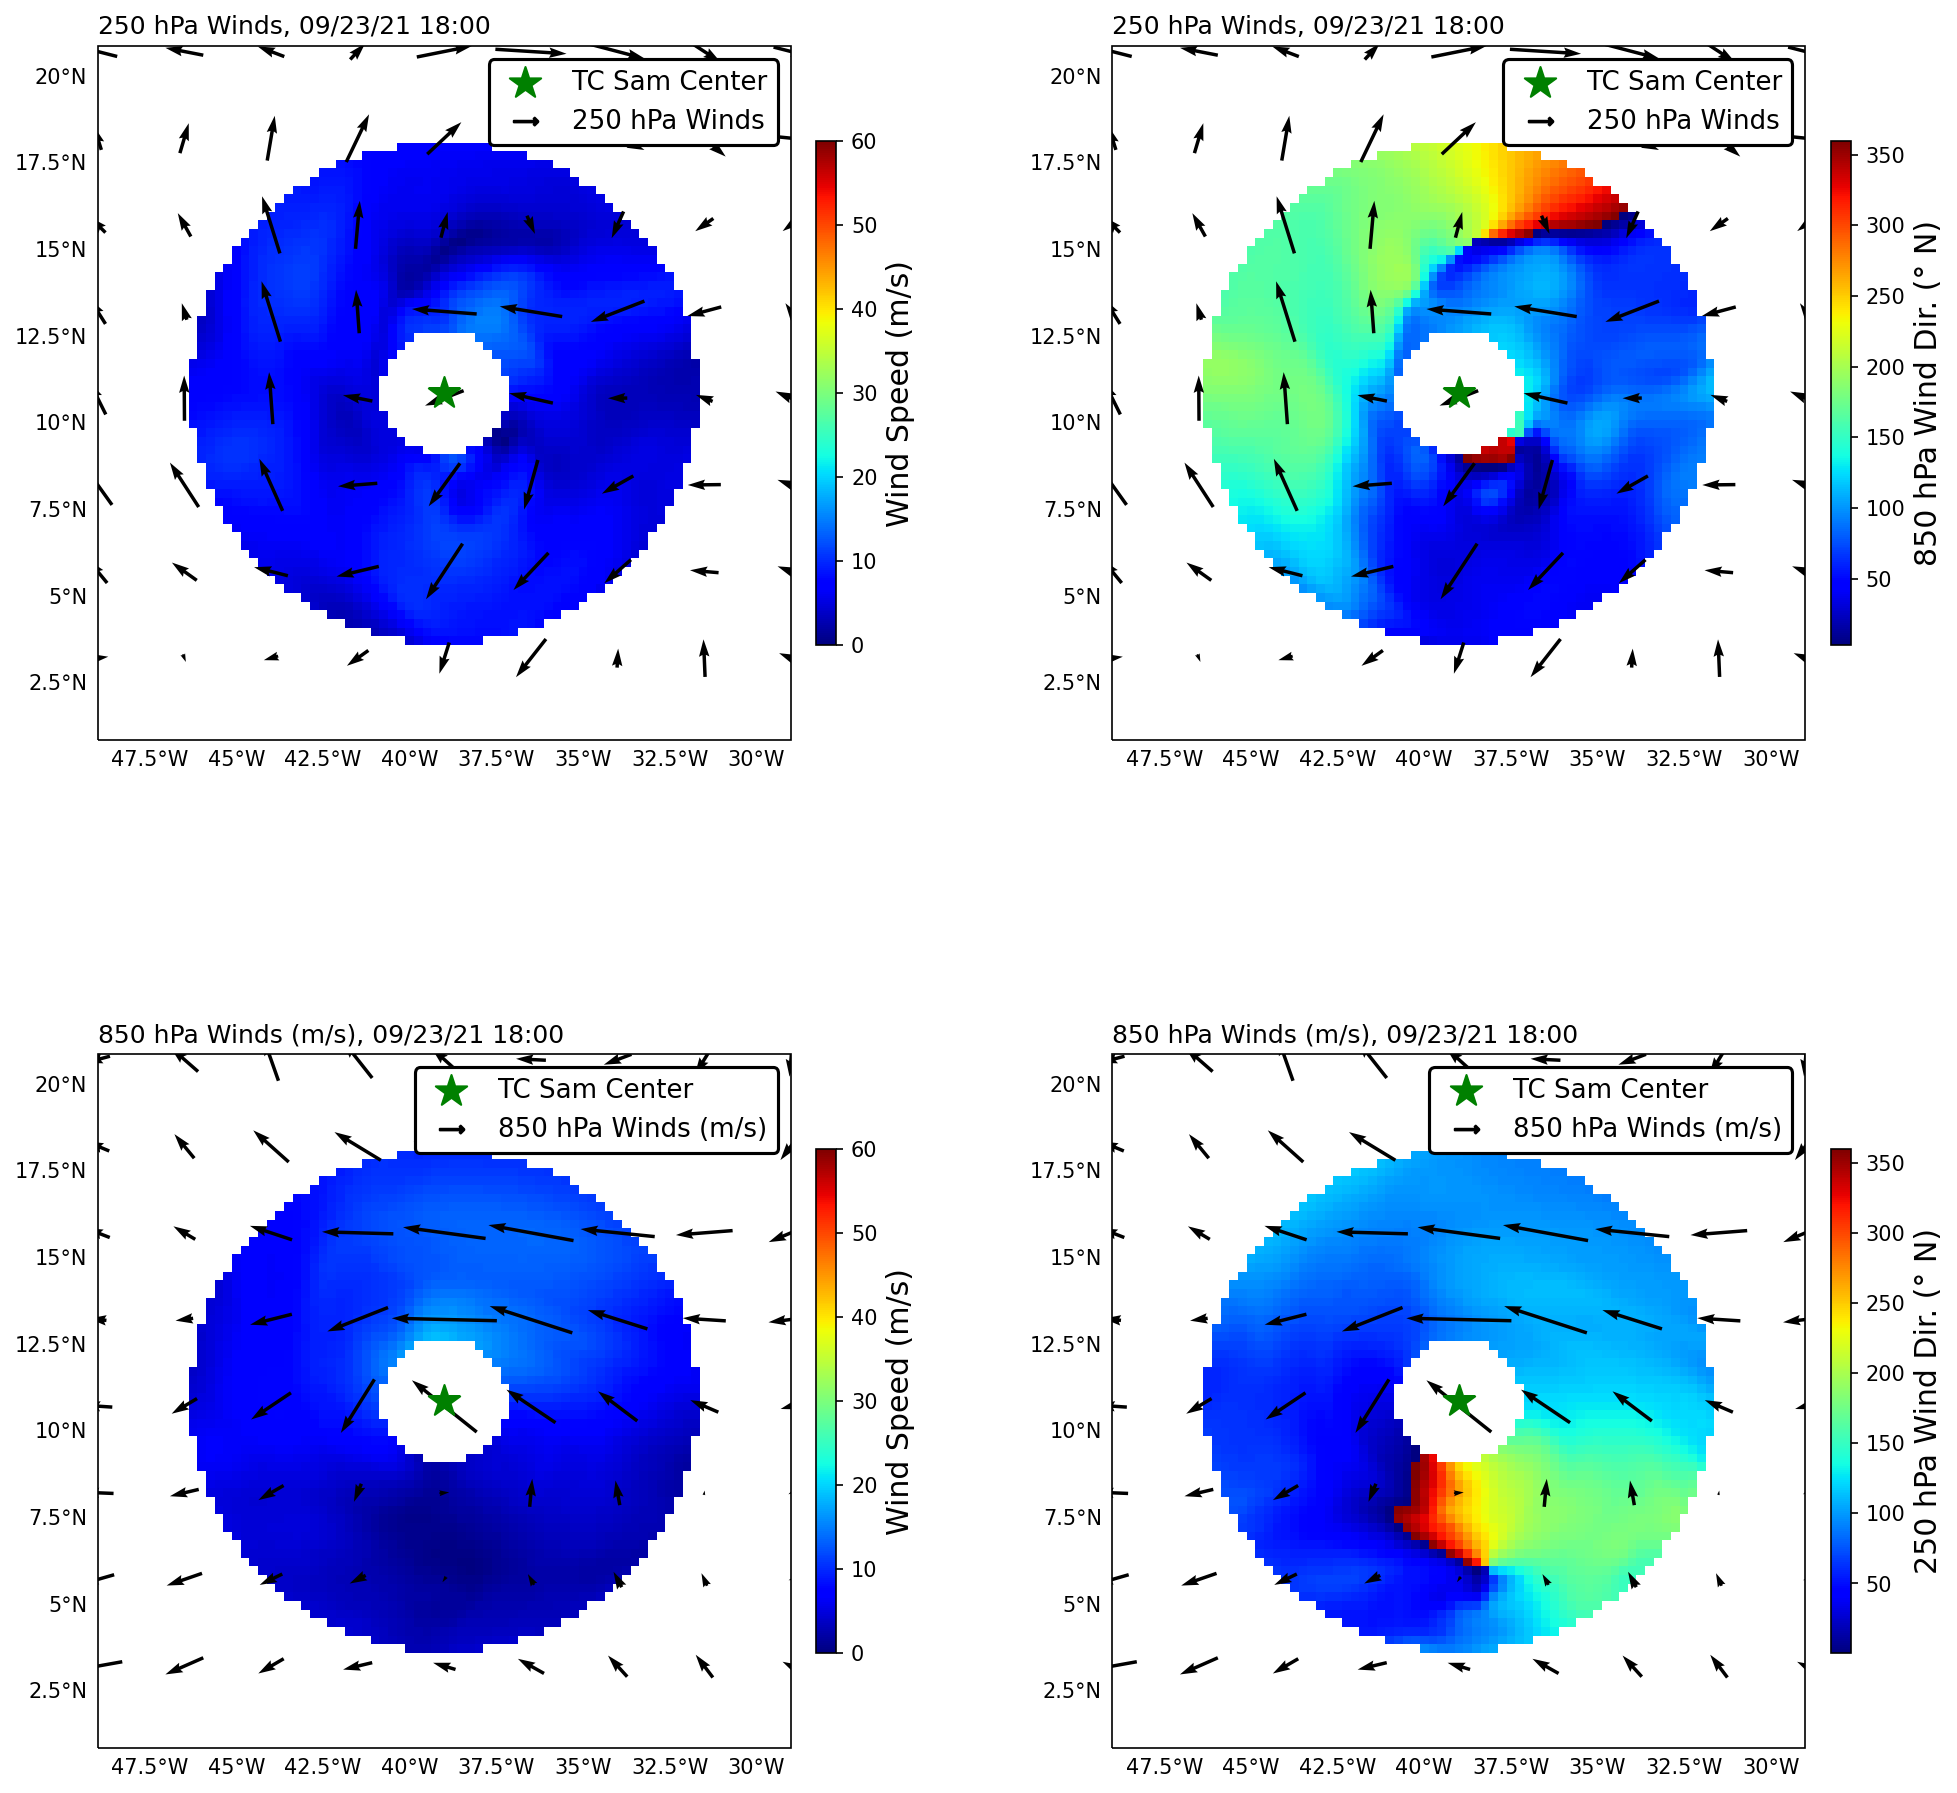 250 hPa Winds, 09/23/21 18:00
TC Sam Center
250 hPa Winds
20°N
17.5°N
15°N
12.5°N
10°N
7.5°N
5°N
2.5°N
47.5°W 45°W 42.5°W 40°W 37.5°W 35°W 32.5°W 30°W
60
50
40
30
20
10
0
Wind Speed (m/s)
250 hPa Winds, 09/23/21 18:00
TC Sam Center
250 hPa Winds
20°N
17.5°N
15°N
12.5°N
10°N
7.5°N
5°N
2.5°N
47.5°W 45°W 42.5°W 40°W 37.5°W 35°W 32.5°W 30°W
350
300
250
200
150
100
50
850 hPa Wind Dir. (° N)
850 hPa Winds (m/s), 09/23/21 18:00
TC Sam Center
850 hPa Winds (m/s)
20°N
17.5°N
15°N
12.5°N
10°N
7.5°N
5°N
2.5°N
47.5°W 45°W 42.5°W 40°W 37.5°W 35°W 32.5°W 30°W
60
50
40
30
20
10
0
Wind Speed (m/s)
850 hPa Winds (m/s), 09/23/21 18:00
TC Sam Center
850 hPa Winds (m/s)
20°N
17.5°N
15°N
12.5°N
10°N
7.5°N
5°N
2.5°N
47.5°W 45°W 42.5°W 40°W 37.5°W 35°W 32.5°W 30°W
350
300
250
200
150
100
50
250 hPa Wind Dir. (° N)